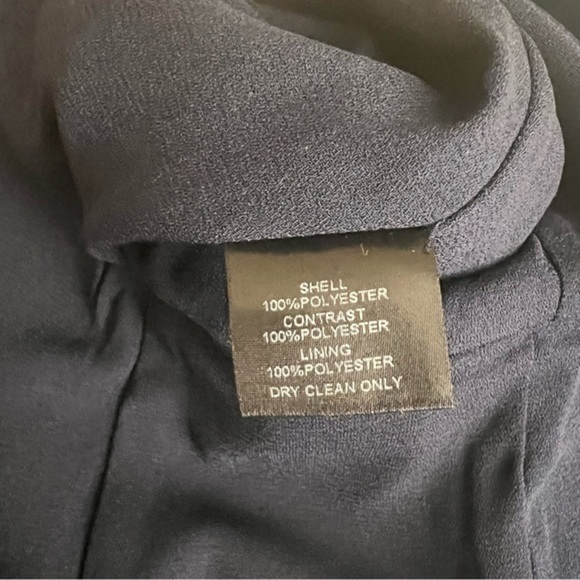 SHELL
100%POLYESTER
CONTRAST
100%POLYESTER
LINING
100%POLYESTER
DRY CLEAN ONLY